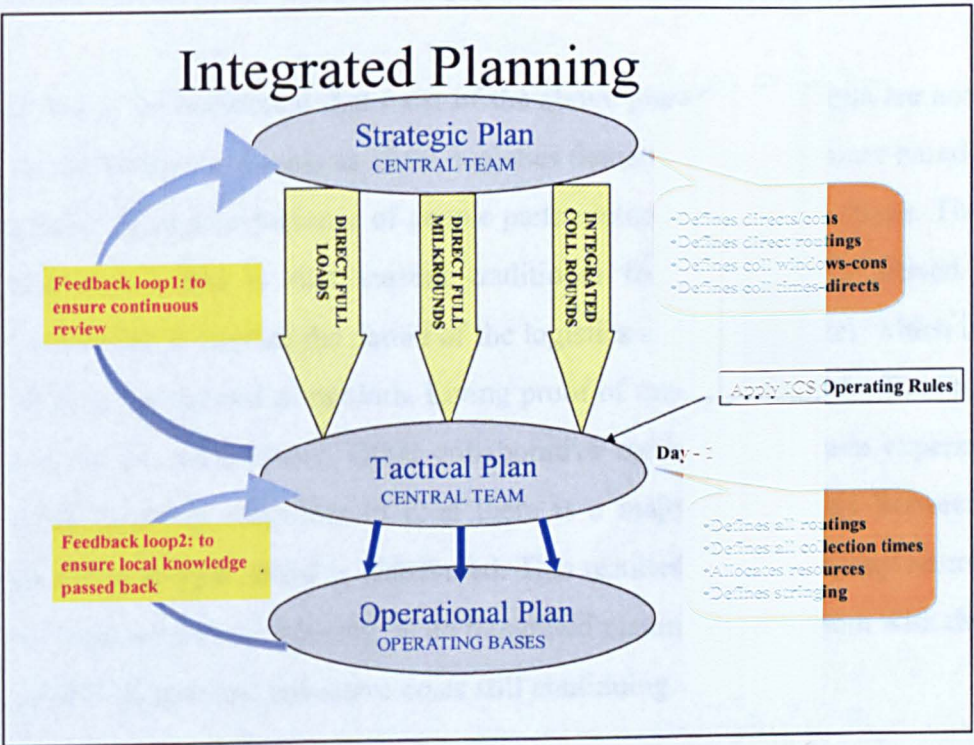 Integrated Planning
Strategic Plan
CENTRAL TEAM
DIRECT FULL
LOADS
DIRECT FULL
MILKROUNDS
INTEGRATED
COLL ROUNDS
Feedback loop1: to
ensure continuous
review
•Defines directs/cons
•Defines direct routings
•Defines coll windows-cons
•Defines coll times-directs
Apply ICS Operating Rules
Tactical Plan
CENTRAL TEAM
Day -
Feedback loop2: to
ensure local knowledge
passed back
•Defines all routings
•Defines all collection times
•Allocates resources
•Defines stringing
Operational Plan
OPERATING BASES